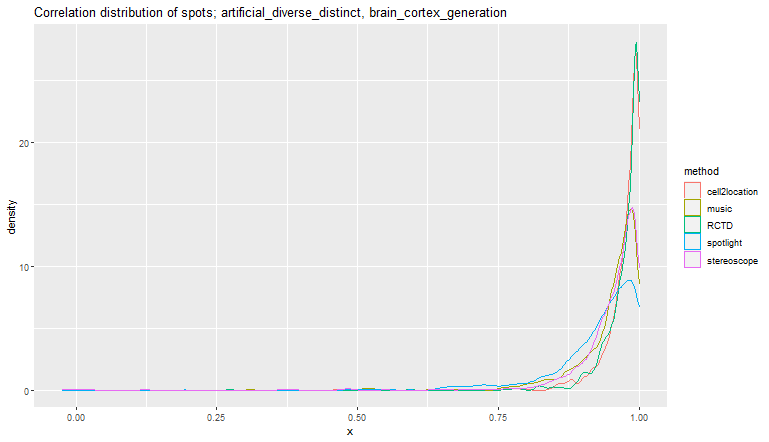 Correlation distribution of spots; artificial_diverse_distinct, brain_cortex_generation
density
20
10
0
0.00
0.25
0.50
0.75
1.00
x
method
cell2location
music
RCTD
spotlight
stereoscope